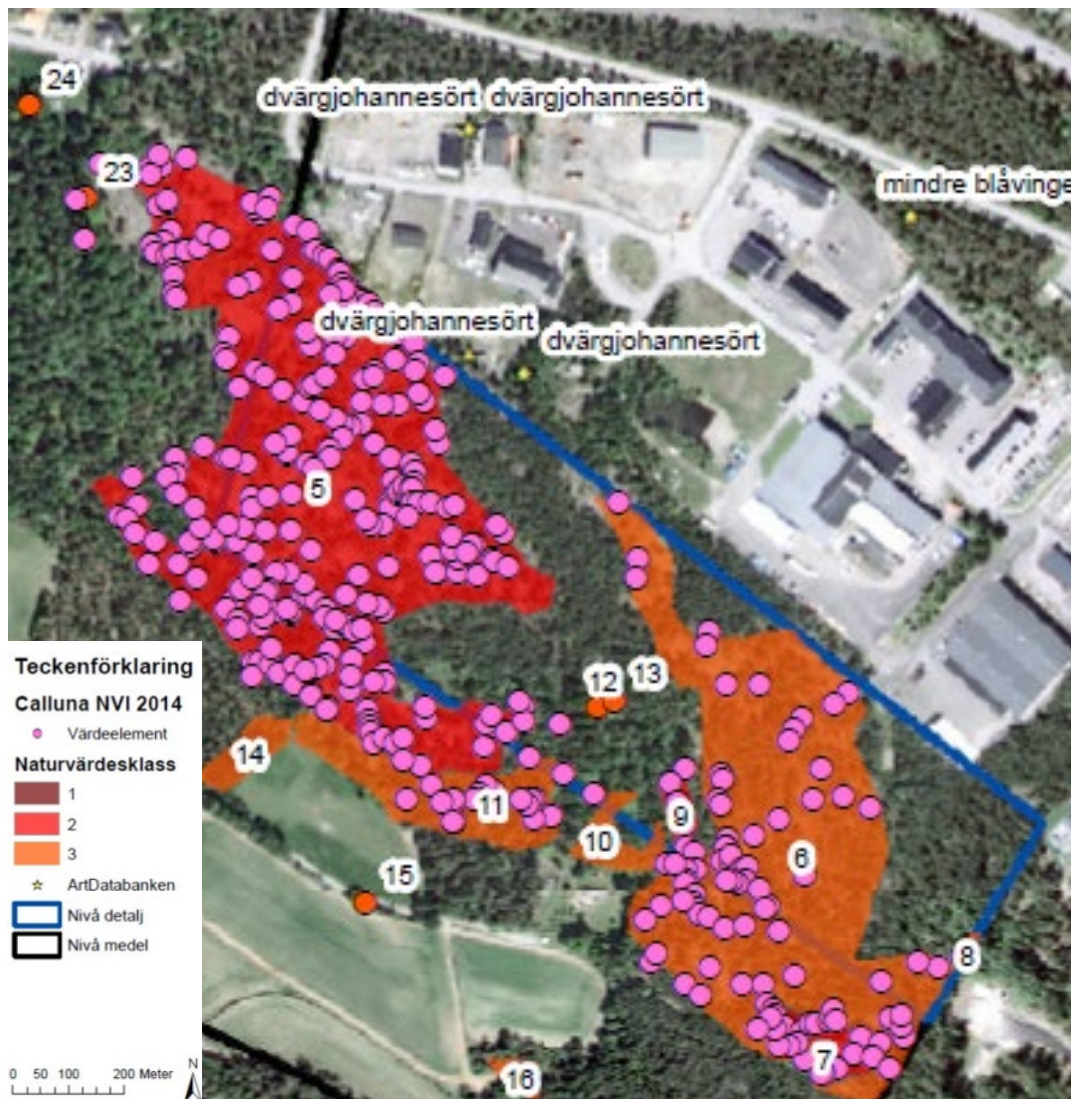 24
dvärgjohannesört dvärgjohannesört
23
mindre blåvinge
dvärgjohannesört
dvärgjohannesört
5
12
13
14
11
9
10
6
15
8
7
16
Teckenförklaring
Calluna NVI 2014
Värdeelement
Naturvärdesklass
1
2
3
ArtDatabanken
Nivå detalj
Nivå medel
0 50 100 200 Meter
N